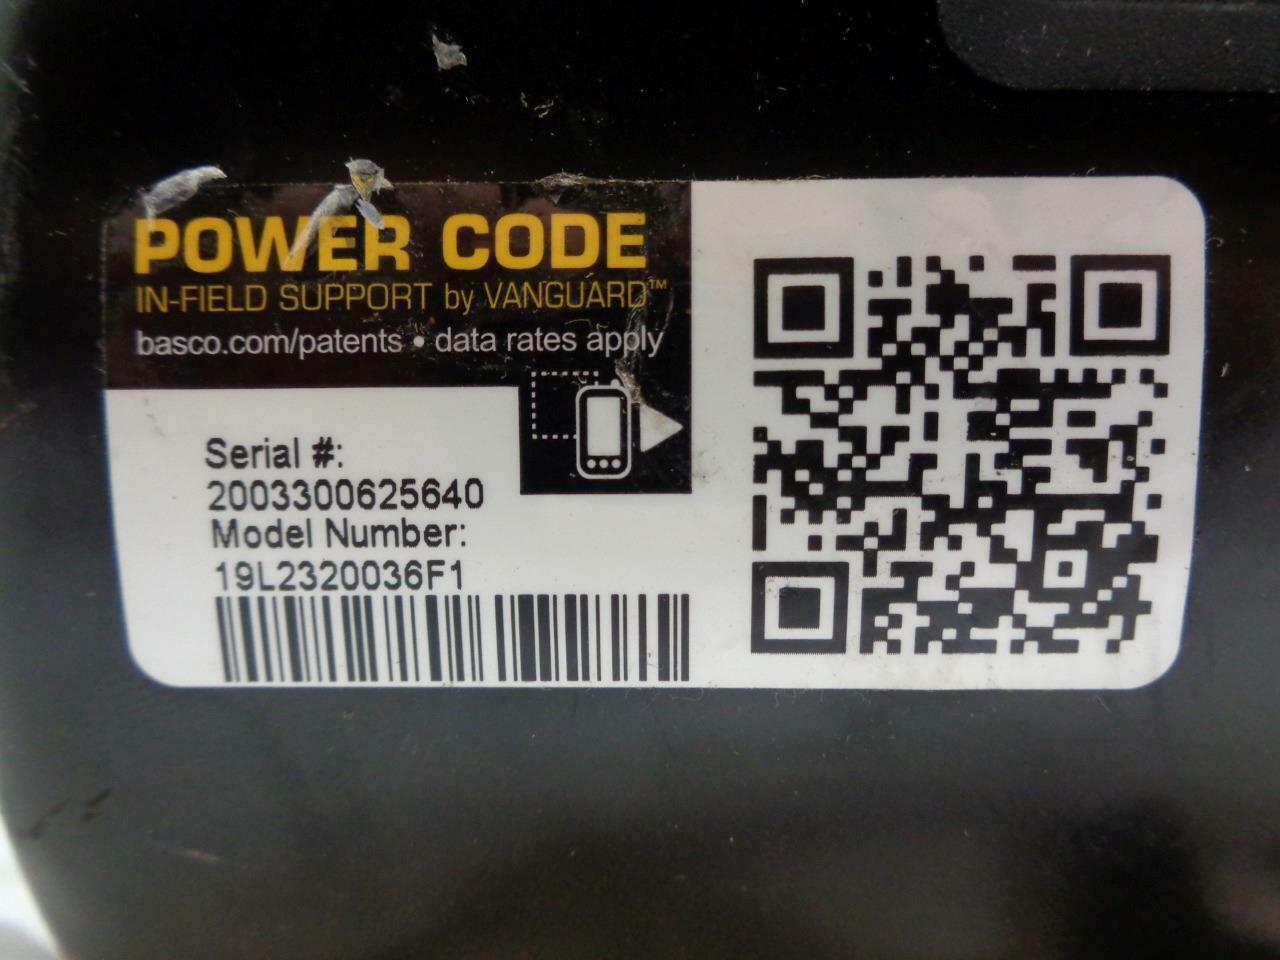 POWER CODE
IN-FIELD SUPPORT by VANGUARD™
basco.com/patents • data rates apply
Serial #:
2003300625640
Model Number:
19L2320036F1